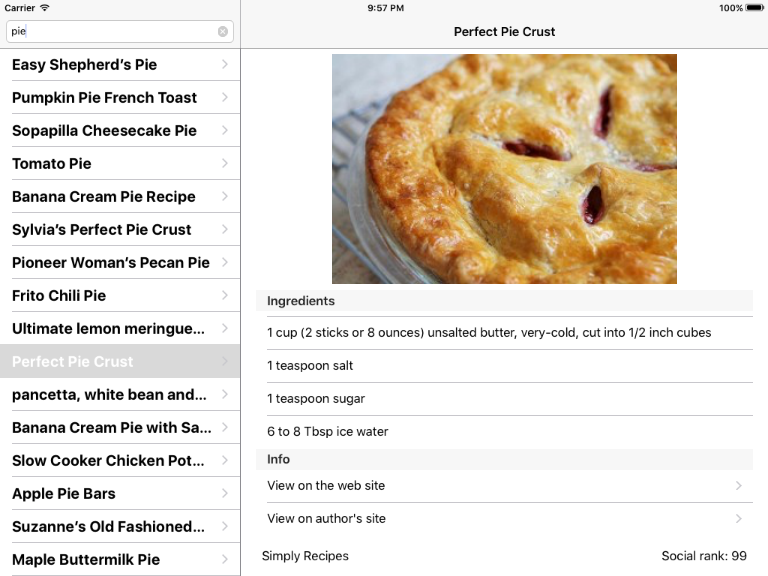 Carrier
9:57 PM
100%
pie
Perfect Pie Crust
Easy Shepherd’s Pie
Pumpkin Pie French Toast
Sopapilla Cheesecake Pie
Tomato Pie
Banana Cream Pie Recipe
Sylvia’s Perfect Pie Crust
Pioneer Woman’s Pecan Pie
Frito Chili Pie
Ultimate lemon meringue...
Perfect Pie Crust
pancetta, white bean and...
Banana Cream Pie with Sa...
Slow Cooker Chicken Pot...
Apple Pie Bars
Suzanne’s Old Fashioned...
Maple Buttermilk Pie
Ingredients
1 cup (2 sticks or 8 ounces) unsalted butter, very-cold, cut into 1/2 inch cubes
1 teaspoon salt
1 teaspoon sugar
6 to 8 Tbsp ice water
Info
View on the web site
View on author's site
Simply Recipes
Social rank: 99